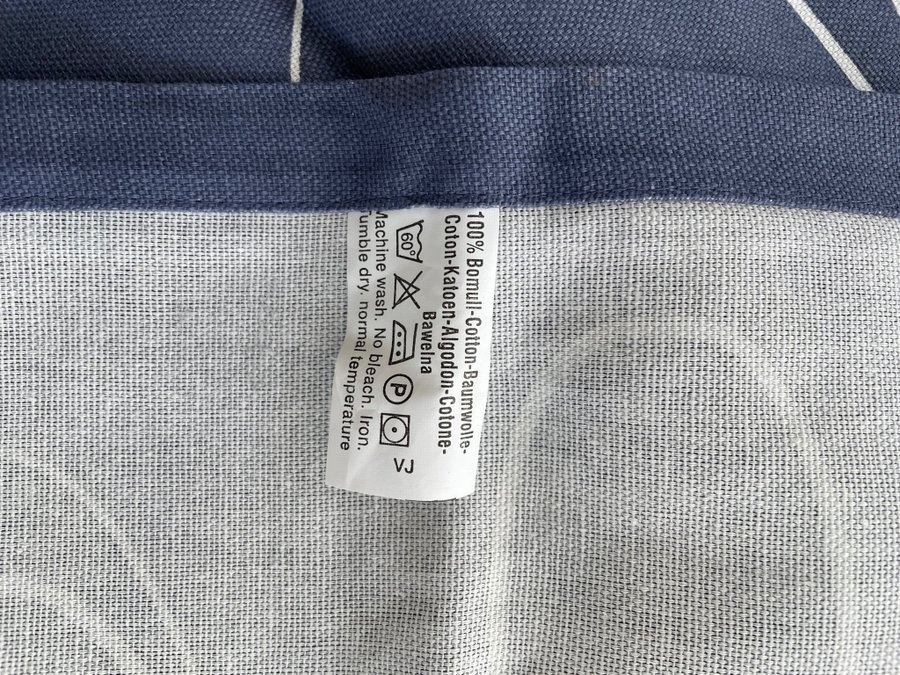 100% Bomull-Cotton-Baumwolle-
Coton-Katoen-Algodon-Cotone-
Bawelna
60° P VJ
Machine wash. No bleach. Iron.
Tumble dry. normal temperature